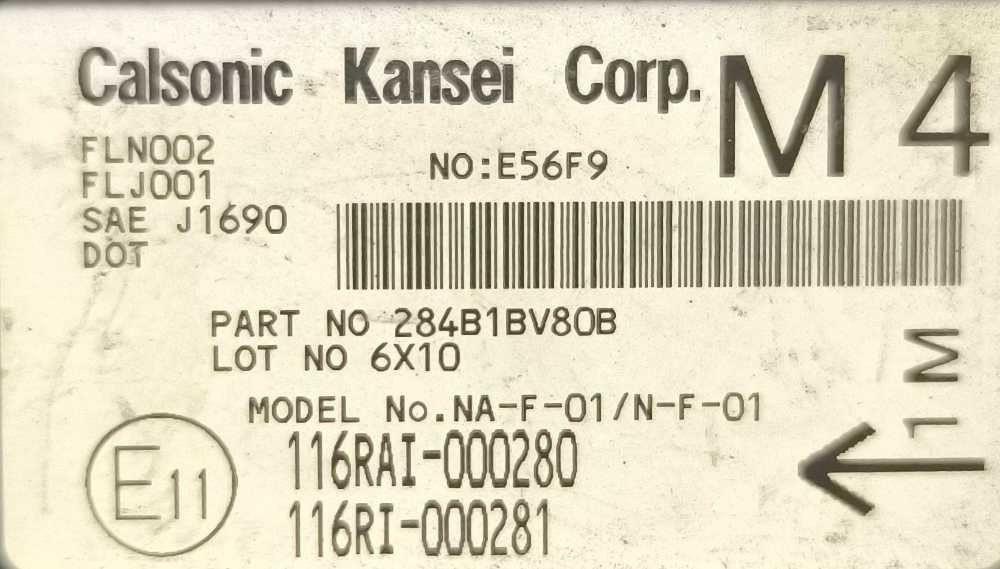 Calsonic Kansei Corp. M4
FLN002
FLJ001
SAE J1690
DOT
NO:E56F9
PART NO 284B1BV80B
LOT NO 6X10
MODEL No.NA-F-01/N-F-01
E11
116RAI-000280
116RI-000281
1M